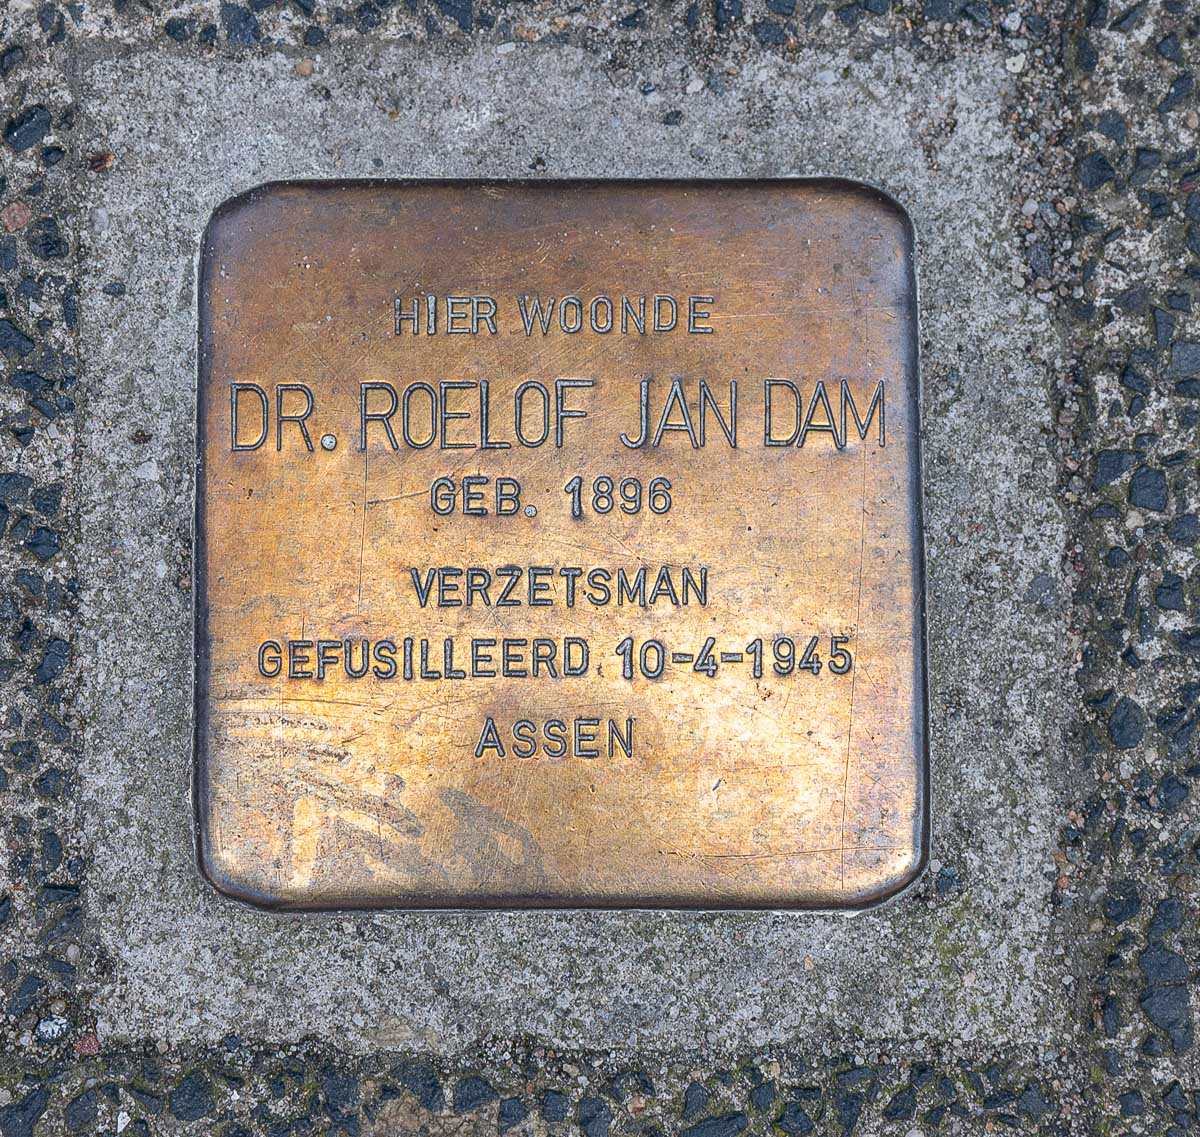 HIER WOONDE
DR. ROELOF JAN DAM
GEB. 1896
VERZETSMAN
GEFUSILLEERD 10-4-1945
ASSEN